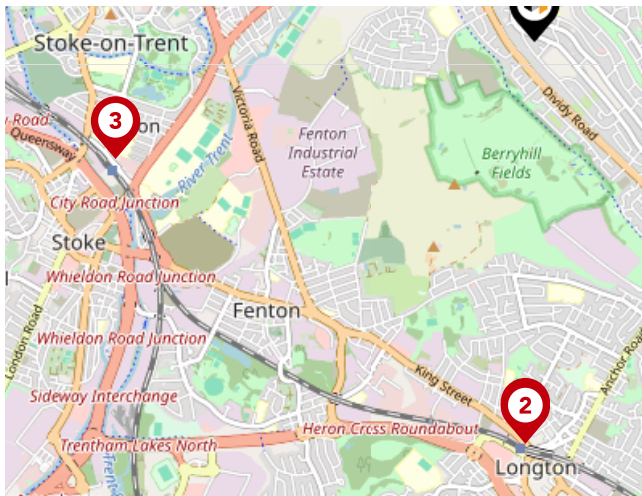 Stoke-on-Trent
3
Queensway
Victoria Road
Dividy Road
River Trent
Fenton
Industrial
Estate
Berryhill
Fields
City Road Junction
Stoke
Whieldon Road Junction
Fenton
London Road
Whieldon Road Junction
King Street
Anchor Roa
Sideway Interchange
2
Heron Cross Roundabout
Trentham Lakes North
Longton